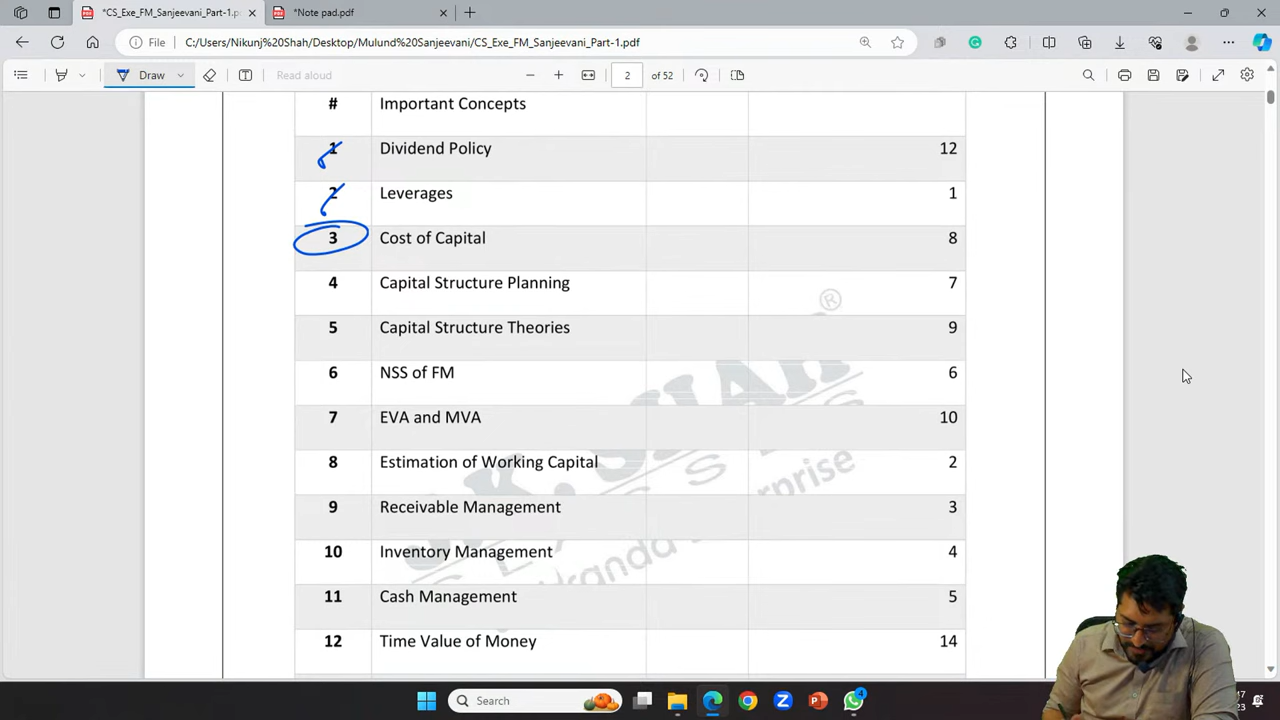 *CS_Exe_FM_Sanjeevani_Part-1.p
*Note pad.pdf
File
C:/Users/Nikunj%20Shah/Desktop/Mulund%20Sanjeevani/CS_Exe_FM_Sanjeevani_Part-1.pdf
Draw
Read aloud
2 of 52
# Important Concepts
1 Dividend Policy 12
2 Leverages 1
3 Cost of Capital 8
4 Capital Structure Planning 7
5 Capital Structure Theories 9
6 NSS of FM 6
7 EVA and MVA 10
8 Estimation of Working Capital 2
9 Receivable Management 3
10 Inventory Management 4
11 Cash Management 5
12 Time Value of Money 14
Search
4